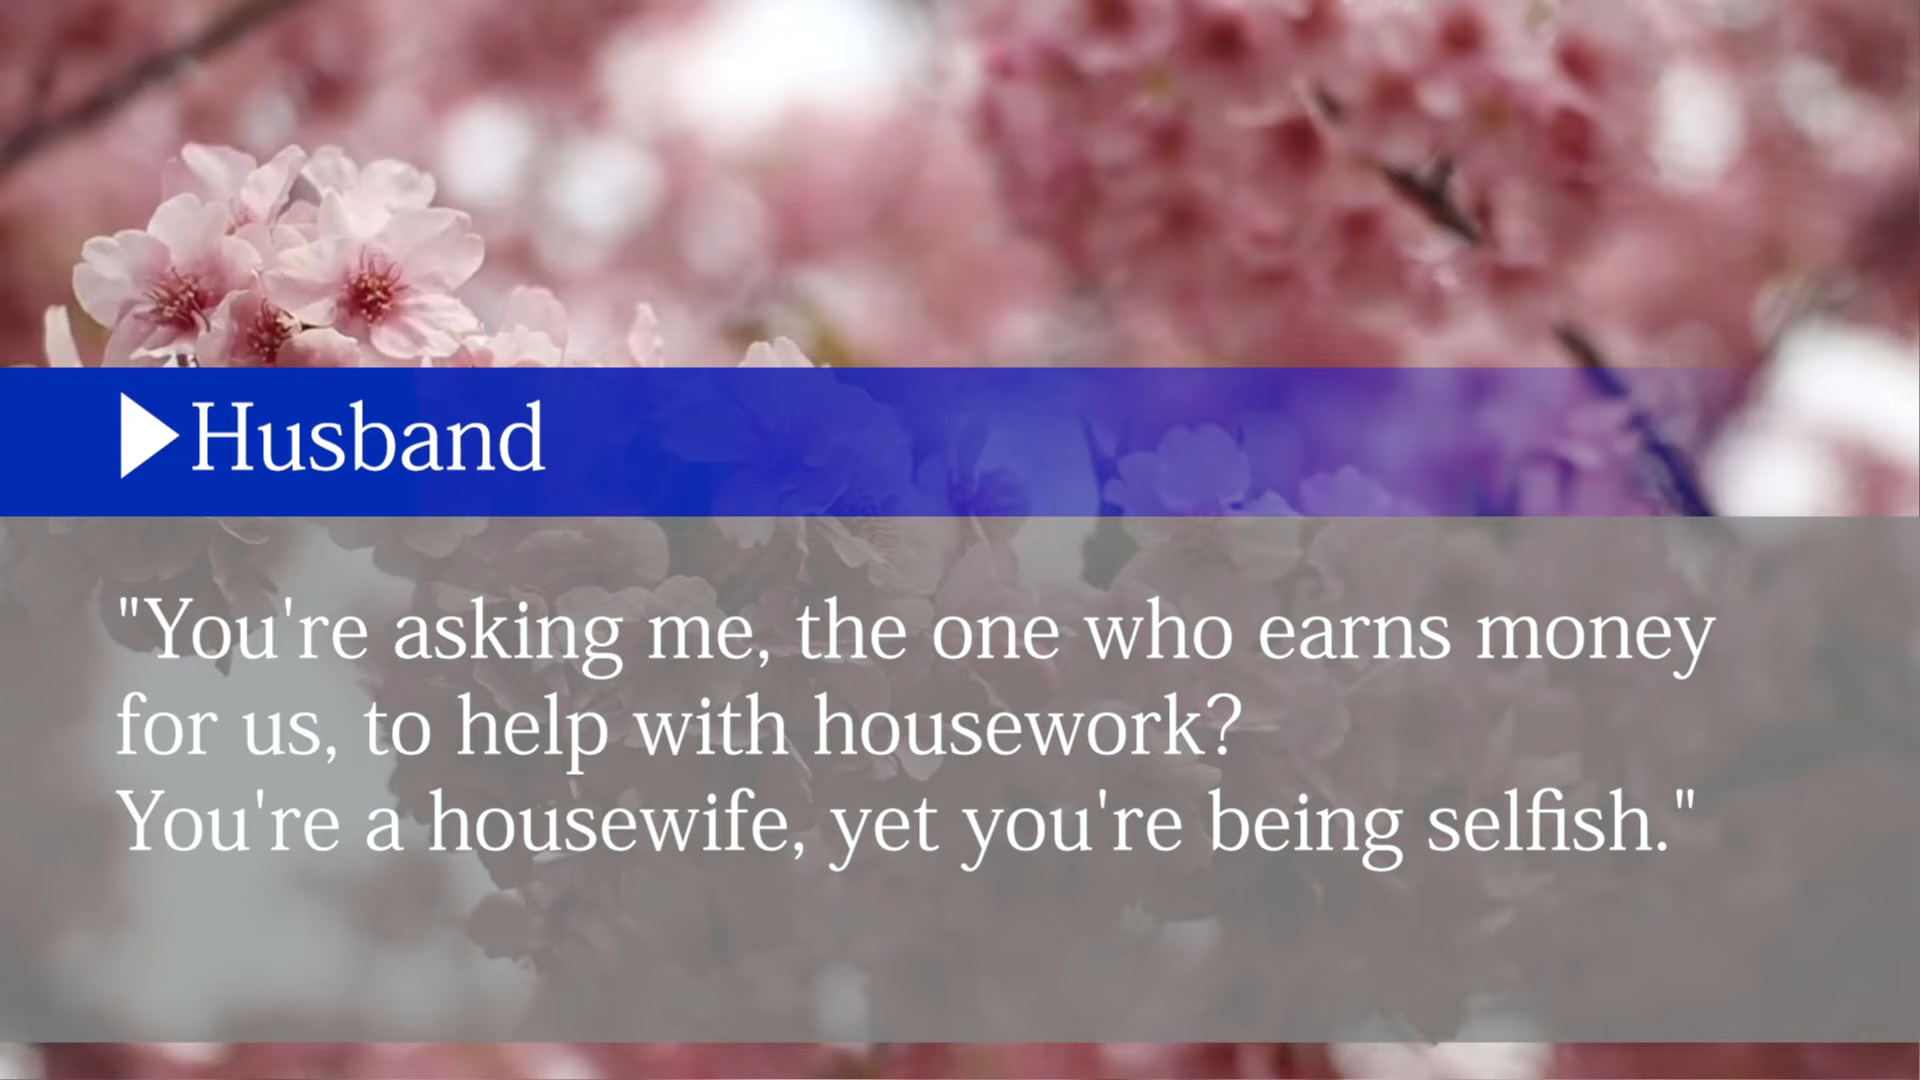 ▶Husband
"You're asking me, the one who earns money
for us, to help with housework?
You're a housewife, yet you're being selfish."